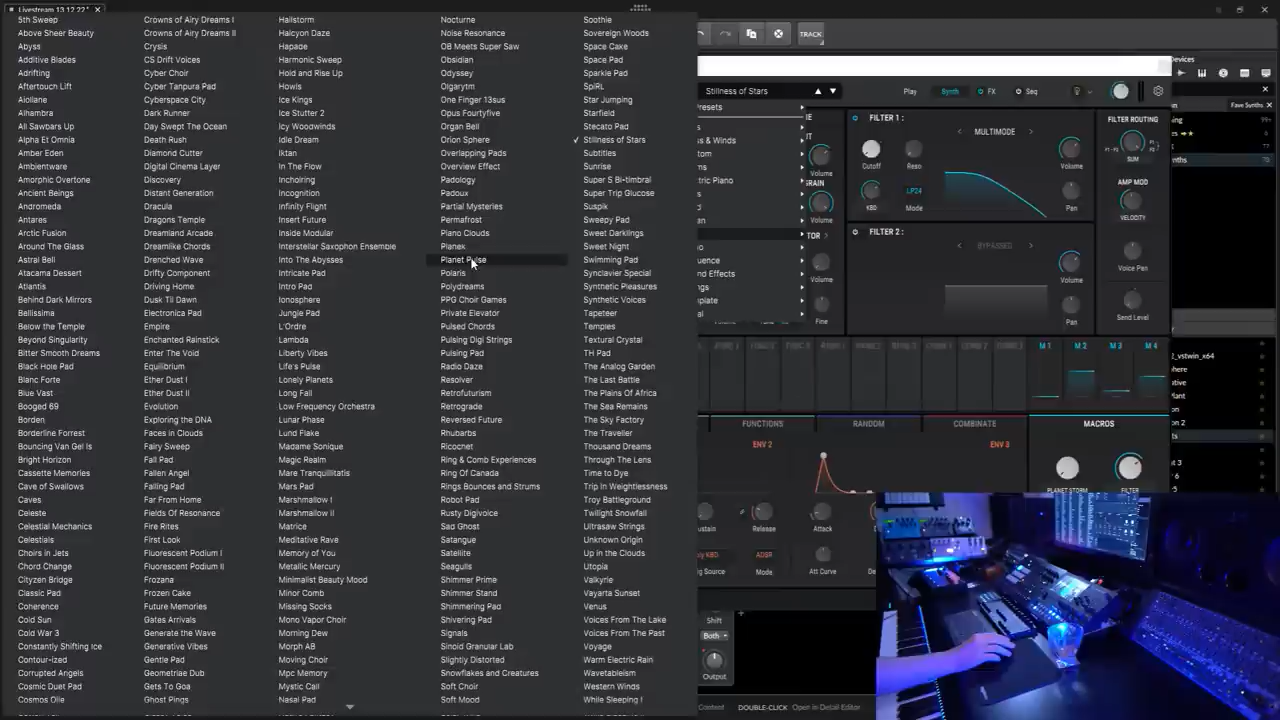 Livestream 13.12.22*
5th Sweep
Above Sheer Beauty
Abyss
Additive Blades
Adrifting
Aftertouch Lift
Alollane
Alhambra
All Sawbars Up
Alpha Et Omnia
Amber Eden
Ambientware
Amorphic Overtone
Ancient Beings
Andromeda
Antares
Arctic Fusion
Around The Glass
Astral Bell
Atacama Dessert
Atlantis
Behind Dark Mirrors
Bellissima
Below the Temple
Beyond Singularity
Bitter Smooth Dreams
Black Hole Pad
Blanc Forte
Blue Vast
Booged 69
Borden
Borderline Forrest
Bouncing Van Gel Is
Bright Horizon
Cassette Memories
Cave of Swallows
Caves
Celeste
Celestial Mechanics
Celestials
Choirs in Jets
Chord Change
Cityzen Bridge
Classic Pad
Coherence
Cold Sun
Cold War 3
Constantly Shifting Ice
Contour-ized
Corrupted Angels
Cosmic Duet Pad
Cosmos Olie
Crowns of Airy Dreams I
Crowns of Airy Dreams II
Crysis
CS Drift Voices
Cyber Choir
Cyber Tanpura Pad
Cyberspace City
Dark Runner
Day Swept The Ocean
Death Rush
Diamond Cutter
Digital Cinema Layer
Discovery
Distant Generation
Dracula
Dragons Temple
Dreamland Arcade
Dreamlike Chords
Drenched Wave
Drifty Component
Driving Home
Dusk Til Dawn
Electronica Pad
Empire
Enchanted Rainstick
Enter The Void
Equilibrium
Ether Dust I
Ether Dust II
Evolution
Exploring the DNA
Faces in Clouds
Fairy Sweep
Fall Pad
Fallen Angel
Falling Pad
Far From Home
Fields Of Resonance
Fire Rites
First Look
Fluorescent Podium I
Fluorescent Podium II
Frozana
Frozen Cake
Future Memories
Gates Arrivals
Generate the Wave
Generative Vibes
Gentle Pad
Geometriae Dub
Gets To Goa
Ghost Pings
Hailstorm
Halcyon Daze
Hapade
Harmonic Sweep
Hold and Rise Up
Howls
Ice Kings
Ice Stutter 2
Icy Woodwinds
Idle Dream
Iktan
In The Flow
Inchoiring
Incognition
Infinity Flight
Insert Future
Inside Modular
Interstellar Saxophon Ensemble
Into The Abysses
Intricate Pad
Intro Pad
Ionosphere
Jungle Pad
L'Ordre
Lambda
Liberty Vibes
Life's Pulse
Lonely Planets
Long Fall
Low Frequency Orchestra
Lunar Phase
Lund Flake
Madame Sonique
Magic Realm
Mare Tranquillitatis
Mars Pad
Marshmallow I
Marshmallow II
Matrice
Meditative Rave
Memory of You
Metallic Mercury
Minimalist Beauty Mood
Minor Comb
Missing Socks
Mono Vapor Choir
Morning Dew
Morph AB
Moving Choir
Mpc Memory
Mystic Call
Nasal Pad
Nocturne
Noise Resonance
OB Meets Super Saw
Obsidian
Odyssey
Olgarytm
One Finger 13sus
Opus Fourtyfive
Organ Bell
Orion Sphere
Overlapping Pads
Overview Effect
Padology
Padoux
Partial Mysteries
Permafrost
Piano Clouds
Planek
Planet Pulse
Polaris
Polydreams
PPG Choir Games
Private Elevator
Pulsed Chords
Pulsing Digi Strings
Pulsing Pad
Radio Daze
Resolver
Retrofuturism
Retrograde
Reversed Future
Rhubarbs
Ricochet
Ring & Comb Experiences
Ring Of Canada
Rings Bounces and Strums
Robot Pad
Rusty Digivoice
Sad Ghost
Satangue
Satellite
Seagulls
Shimmer Prime
Shimmer Stand
Shimmering Pad
Shivering Pad
Signals
Sinoid Granular Lab
Slightly Distorted
Snowflakes and Creatures
Soft Choir
Soft Mood
Soothie
Sovereign Woods
Space Cake
Space Pad
Sparkle Pad
SpiRL
Star Jumping
Starfield
Stecato Pad
✓ Stillness of Stars
Subtitles
Sunrise
Super S Bi-timbral
Super Trip Glucose
Suspik
Sweepy Pad
Sweet Darklings
Sweet Night
Swimming Pad
Synclavier Special
Synthetic Pleasures
Synthetic Voices
Tapeteer
Temples
Textural Crystal
TH Pad
The Analog Garden
The Last Battle
The Plains Of Africa
The Sea Remains
The Sky Factory
The Traveller
Thousand Dreams
Through The Lens
Time to Dye
Trip In Weightlessness
Troy Battleground
Twilight Snowfall
Ultrasaw Strings
Unknown Origin
Up in the Clouds
Utopia
Valkyrie
Vayarta Sunset
Venus
Voices From The Lake
Voices From The Past
Voyage
Warm Electric Rain
Wavetabeism
Western Winds
While Sleeping !
TRACK
Devices
Stillness of Stars
Play Synth FX Seq
Fave Synths
FILTER 1:
MULTIMODE
Cutoff Reso
Volume
KBD
LP24
Mode
Pan
FILTER 2:
BYPASSED
Volume
Pan
FILTER ROUTING
SUM
AMP MOD
VELOCITY
Voice Pen
Send Level
Volume
Volume
Volume
Fine
M 1 M 2 M 3 M 4
FUNCTIONS RANDOM COMBINATE MACROS
ENV 2 ENV 3
PLANET STORM FILTER
Release Attack
ADSR
Mode Att Curve
Shift
Both
Output
DOUBLE-CLICK Open in Detail Editor